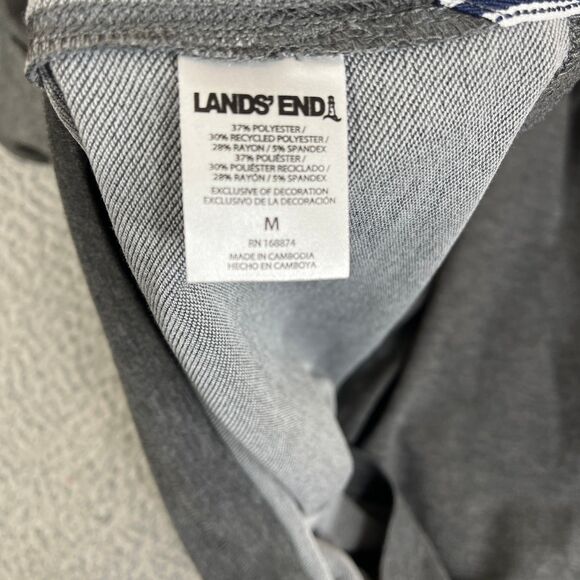 LANDS' END
37% POLYESTER /
30% RECYCLED POLYESTER /
28% RAYON / 5% SPANDEX
37% POLIÉSTER /
30% POLIÉSTER RECICLADO /
28% RAYÓN / 5% SPANDEX
EXCLUSIVE OF DECORATION
EXCLUSIVO DE LA DECORACIÓN
M
RN 168874
MADE IN CAMBODIA
HECHO EN CAMBOYA